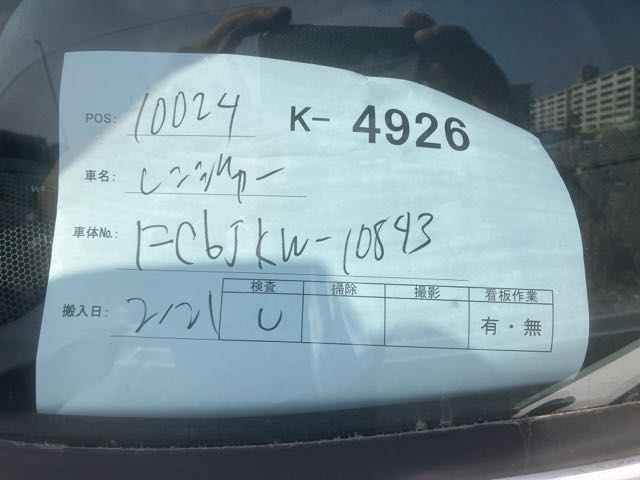 POS: 10024 K- 4926
車名: レンジャー
車体No.: FC6JKW-10843
検査 掃除 撮影 看板作業
搬入日: 2/21 U 有・無